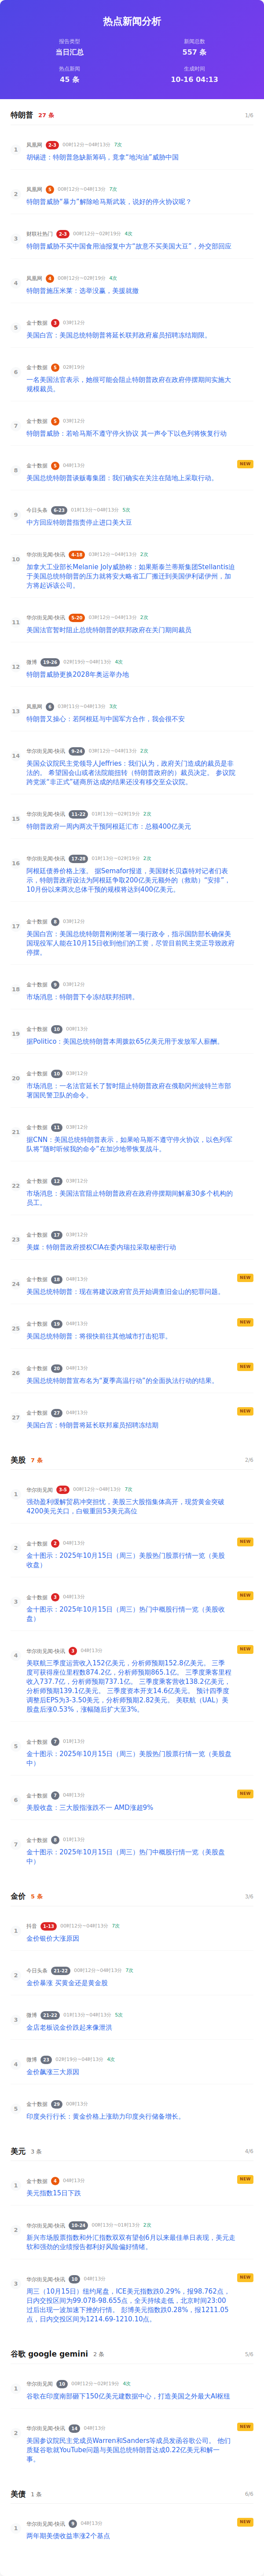 热点新闻分析
报告类型
当日汇总
新闻总数
557 条
热点新闻
45 条
生成时间
10-16 04:13
特朗普 27 条 1/6
1
凤凰网 2-3 00时12分~04时13分 7次
胡锡进：特朗普急缺新筹码，竟拿“地沟油”威胁中国
2
凤凰网 5 00时12分~04时13分 7次
特朗普威胁“暴力”解除哈马斯武装，说好的停火协议呢？
3
财联社热门 2-3 00时12分~02时19分 4次
特朗普威胁不买中国食用油报复中方“故意不买美国大豆”，外交部回应
4
凤凰网 4 00时12分~02时19分 4次
特朗普施压米莱：选举没赢，美援就撤
5
金十数据 3 03时12分
美国白宫：美国总统特朗普将延长联邦政府雇员招聘冻结期限。
6
金十数据 5 02时19分
一名美国法官表示，她很可能会阻止特朗普政府在政府停摆期间实施大
规模裁员。
7
金十数据 5 03时12分
特朗普威胁：若哈马斯不遵守停火协议 其一声令下以色列将恢复行动
8
金十数据 5 04时13分 NEW
美国总统特朗普谈贩毒集团：我们确实在关注在陆地上采取行动。
9
今日头条 6-23 01时13分~04时13分 5次
中方回应特朗普指责停止进口美大豆
10
华尔街见闻-快讯 4-18 03时12分~04时13分 2次
加拿大工业部长Melanie Joly威胁称：如果斯泰兰蒂斯集团Stellantis迫
于美国总统特朗普的压力就将安大略省工厂搬迁到美国伊利诺伊州，加
方将起诉该公司。
11
华尔街见闻-快讯 5-20 03时12分~04时13分 2次
美国法官暂时阻止总统特朗普的联邦政府在关门期间裁员
12
微博 19-26 02时19分~04时13分 4次
特朗普威胁更换2028年奥运举办地
13
凤凰网 6 03时11分~04时13分 3次
特朗普又操心：若阿根廷与中国军方合作，我会很不安
14
华尔街见闻-快讯 9-24 03时12分~04时13分 2次
美国众议院民主党领导人Jeffries：我们认为，政府关门造成的裁员是非
法的。 希望国会山或者法院能扭转（特朗普政府的）裁员决定。 参议院
跨党派“非正式”磋商所达成的结果还没有移交至众议院。
15
华尔街见闻-快讯 11-22 01时13分~02时19分 2次
特朗普政府一周内两次干预阿根廷汇市：总额400亿美元
16
华尔街见闻-快讯 17-28 01时13分~02时19分 2次
阿根廷债券价格上涨。 据Semafor报道，美国财长贝森特对记者们表
示，特朗普政府设法为阿根廷争取200亿美元额外的（救助）“安排”，
10月份以来两次总体干预的规模将达到400亿美元。
17
金十数据 8 03时12分
美国白宫：美国总统特朗普刚刚签署一项行政令，指示国防部长确保美
国现役军人能在10月15日收到他们的工资，尽管目前民主党正导致政府
停摆。
18
金十数据 9 03时12分
市场消息：特朗普下令冻结联邦招聘。
19
金十数据 10 00时13分
据Politico：美国总统特朗普本周拨款65亿美元用于发放军人薪酬。
20
金十数据 10 03时12分
市场消息：一名法官延长了暂时阻止特朗普政府在俄勒冈州波特兰市部
署国民警卫队的命令。
21
金十数据 11 03时12分
据CNN：美国总统特朗普表示，如果哈马斯不遵守停火协议，以色列军
队将“随时听候我的命令”在加沙地带恢复战斗。
22
金十数据 12 03时12分
市场消息：美国法官阻止特朗普政府在政府停摆期间解雇30多个机构的
员工。
23
金十数据 17 03时12分
美媒：特朗普政府授权CIA在委内瑞拉采取秘密行动
24
金十数据 18 04时13分 NEW
美国总统特朗普：现在将建议政府官员开始调查旧金山的犯罪问题。
25
金十数据 19 04时13分 NEW
美国总统特朗普：将很快前往其他城市打击犯罪。
26
金十数据 20 04时13分 NEW
美国总统特朗普宣布名为“夏季高温行动”的全面执法行动的结果。
27
金十数据 27 04时13分 NEW
美国白宫：特朗普将延长联邦雇员招聘冻结期
美股 7 条 2/6
1
华尔街见闻 3-5 00时12分~04时13分 7次
强劲盈利缓解贸易冲突担忧，美股三大股指集体高开，现货黄金突破
4200美元关口，白银重回53美元高位
2
金十数据 2 04时13分 NEW
金十图示：2025年10月15日（周三）美股热门股票行情一览（美股
收盘）
3
金十数据 3 04时13分 NEW
金十图示：2025年10月15日（周三）热门中概股行情一览（美股收
盘）
4
华尔街见闻-快讯 3 04时13分 NEW
美联航三季度运营收入152亿美元，分析师预期152.8亿美元。 三季
度可获得座位里程数874.2亿，分析师预期865.1亿。 三季度乘客里程
收入737.7亿，分析师预期737.1亿。 三季度乘客营收138.2亿美元，
分析师预期139.1亿美元。 三季度资本开支14.6亿美元。 预计四季度
调整后EPS为3-3.50美元，分析师预期2.82美元。 美联航（UAL）美
股盘后涨0.53%，涨幅随后扩大至3%。
5
金十数据 7 01时13分
金十图示：2025年10月15日（周三）美股热门股票行情一览（美股盘
中）
6
金十数据 7 04时13分 NEW
美股收盘：三大股指涨跌不一 AMD涨超9%
7
金十数据 8 01时13分
金十图示：2025年10月15日（周三）热门中概股行情一览（美股盘
中）
金价 5 条 3/6
1
抖音 1-13 00时12分~04时13分 7次
金价银价大涨原因
2
今日头条 21-22 00时12分~04时13分 7次
金价暴涨 买黄金还是黄金股
3
微博 21-22 01时13分~04时13分 5次
金店老板说金价跌起来像泄洪
4
微博 23 02时19分~04时13分 4次
金价飙涨三大原因
5
金十数据 29 00时13分
印度央行行长：黄金价格上涨助力印度央行储备增长。
美元 3 条 4/6
1
金十数据 4 04时13分 NEW
美元指数15日下跌
2
华尔街见闻-快讯 10-24 00时13分~01时13分 2次
新兴市场股票指数和外汇指数双双有望创6月以来最佳单日表现，美元走
软和强劲的业绩报告都利好风险偏好情绪。
3
华尔街见闻-快讯 10 04时13分 NEW
周三（10月15日）纽约尾盘，ICE美元指数跌0.29%，报98.762点，
日内交投区间为99.078-98.655点，全天持续走低，北京时间23:00
过后出现一波加速下挫的行情。 彭博美元指数跌0.28%，报1211.05
点，日内交投区间为1214.69-1210.10点。
谷歌 google gemini 2 条 5/6
1
华尔街见闻 10 00时12分~02时19分 4次
谷歌在印度南部砸下150亿美元建数据中心，打造美国之外最大AI枢纽
2
华尔街见闻-快讯 14 04时13分 NEW
美国参议院民主党成员Warren和Sanders等成员发函谷歌公司。 他们
质疑谷歌就YouTube问题与美国总统特朗普达成0.22亿美元和解一
事。
美债 1 条 6/6
1
华尔街见闻-快讯 9 04时13分 NEW
两年期美债收益率涨2个基点